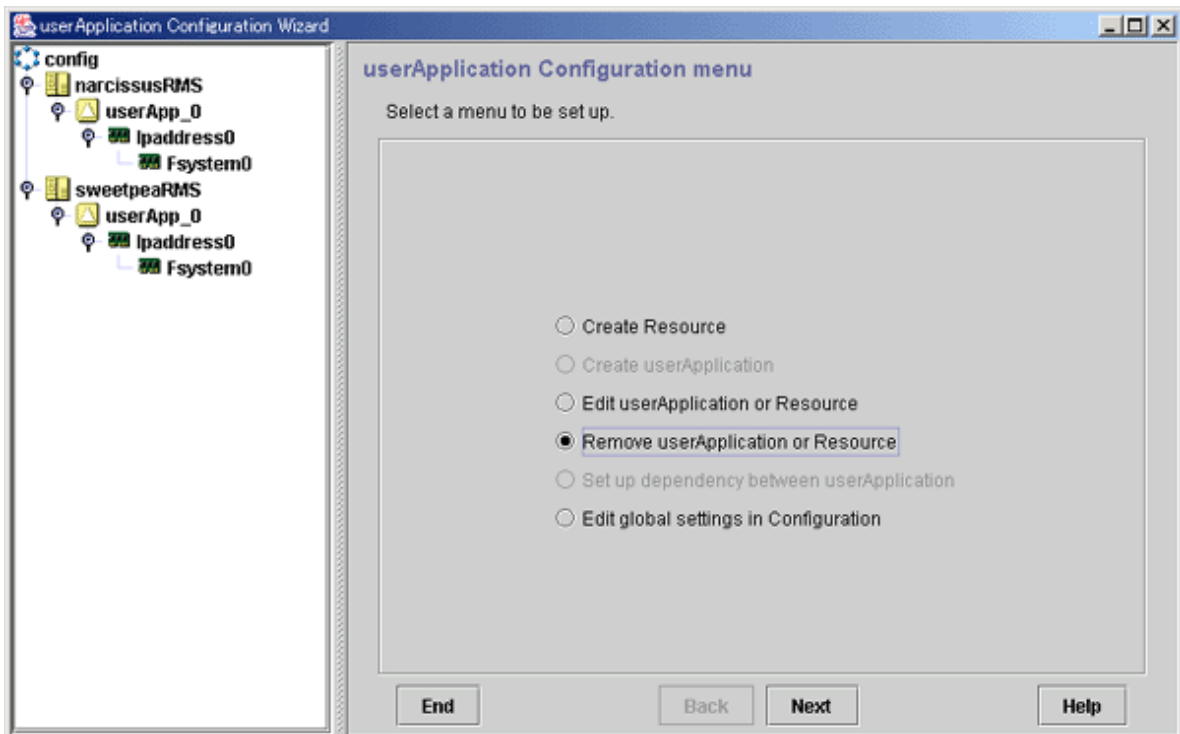 userApplication Configuration Wizard
config
narcissusRMS
userApp_0
Ipaddress0
Fsystem0
sweetpeaRMS
userApp_0
Ipaddress0
Fsystem0
userApplication Configuration menu
Select a menu to be set up.
Create Resource
Create userApplication
Edit userApplication or Resource
Remove userApplication or Resource
Set up dependency between userApplication
Edit global settings in Configuration
End
Back
Next
Help